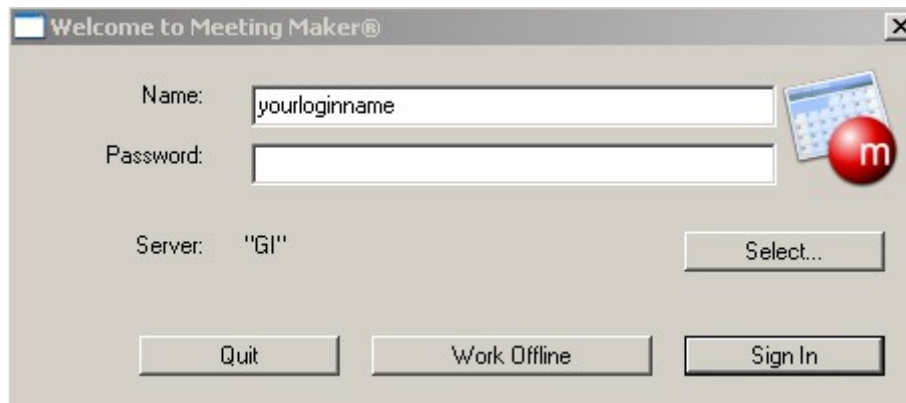 Welcome to Meeting Maker®
Name: yourloginname
Password:
Server: "GI" Select...
Quit Work Offline Sign In
m